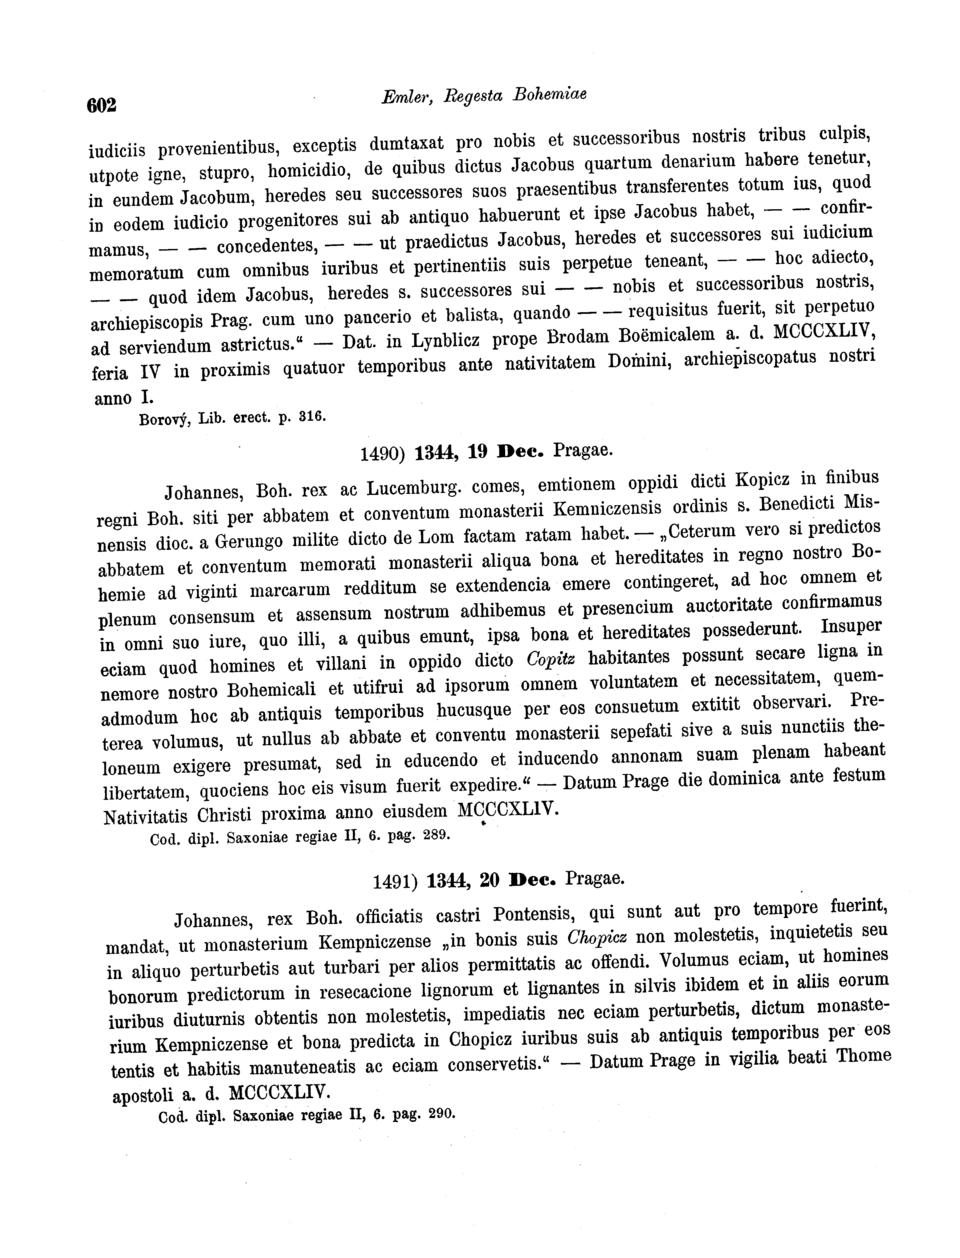 602
Emler, Regesta Bohemiae
iudiciis provenientibus, exceptis dumtaxat pro nobis et successoribus nostris tribus culpis,
utpote igne, stupro, homicidio, de quibus dictus Jacobus quartum denarium habere tenetur,
in eundem Jacobum, heredes seu successores suos praesentibus transferentes totum ius, quod
in eodem iudicio progenitores sui ab antiquo habuerunt et ipse Jacobus habet, — — confir-
mamus, — — concedentes, — — ut praedictus Jacobus, heredes et successores sui iudicium
memoratum cum omnibus iuribus et pertinentiis suis perpetue teneant, — — hoc adiecto,
— — quod idem Jacobus, heredes s. successores sui — — nobis et successoribus nostris,
archiepiscopis Prag. cum uno pancerio et balista, quando — — requisitus fuerit, sit perpetuo
ad serviendum astrictus.“ — Dat. in Lynblicz prope Brodam Boëmicalem a. d. MCCCXLIV,
feria IV in proximis quatuor temporibus ante nativitatem Domini, archiepiscopatus nostri
anno I.
Borový, Lib. erect. p. 316.
1490) 1344, 19 Dec. Pragae.
Johannes, Boh. rex ac Lucemburg. comes, emtionem oppidi dicti Kopicz in finibus
regni Boh. siti per abbatem et conventum monasterii Kemniczensis ordinis s. Benedicti Mis-
nensis dioc. a Gerungo milite dicto de Lom factam ratam habet. — „Ceterum vero si predictos
abbatem et conventum memorati monasterii aliqua bona et hereditates in regno nostro Bo-
hemie ad viginti marcarum redditum se extendencia emere contingeret, ad hoc omnem et
plenum consensum et assensum nostrum adhibemus et presencium auctoritate confirmamus
in omni suo iure, quo illi, a quibus emunt, ipsa bona et hereditates possederunt. Insuper
eciam quod homines et villani in oppido dicto Copitz habitantes possunt secare ligna in
nemore nostro Bohemicali et utifrui ad ipsorum omnem voluntatem et necessitatem, quem-
admodum hoc ab antiquis temporibus hucusque per eos consuetum extitit observari. Pre-
terea volumus, ut nullus ab abbate et conventu monasterii sepefati sive a suis nunctiis the-
loneum exigere presumat, sed in educendo et inducendo annonam suam plenam habeant
libertatem, quociens hoc eis visum fuerit expedire.“ — Datum Prage die dominica ante festum
Nativitatis Christi proxima anno eiusdem MCCCXLIV.
Cod. dipl. Saxoniae regiae II, 6. pag. 289.
1491) 1344, 20 Dec. Pragae.
Johannes, rex Boh. officiatis castri Pontensis, qui sunt aut pro tempore fuerint,
mandat, ut monasterium Kempniczense „in bonis suis Chopicz non molestetis, inquietetis seu
in aliquo perturbetis aut turbari per alios permittatis ac offendi. Volumus eciam, ut homines
bonorum predictorum in resecacione lignorum et lignantes in silvis ibidem et in aliis eorum
iuribus diuturnis obtentis non molestetis, impediatis nec eciam perturbetis, dictum monaste-
rium Kempniczense et bona predicta in Chopicz iuribus suis ab antiquis temporibus per eos
tentis et habitis manuteneatis ac eciam conservetis.“ — Datum Prage in vigilia beati Thome
apostoli a. d. MCCCXLIV.
Cod. dipl. Saxoniae regiae II, 6. pag. 290.